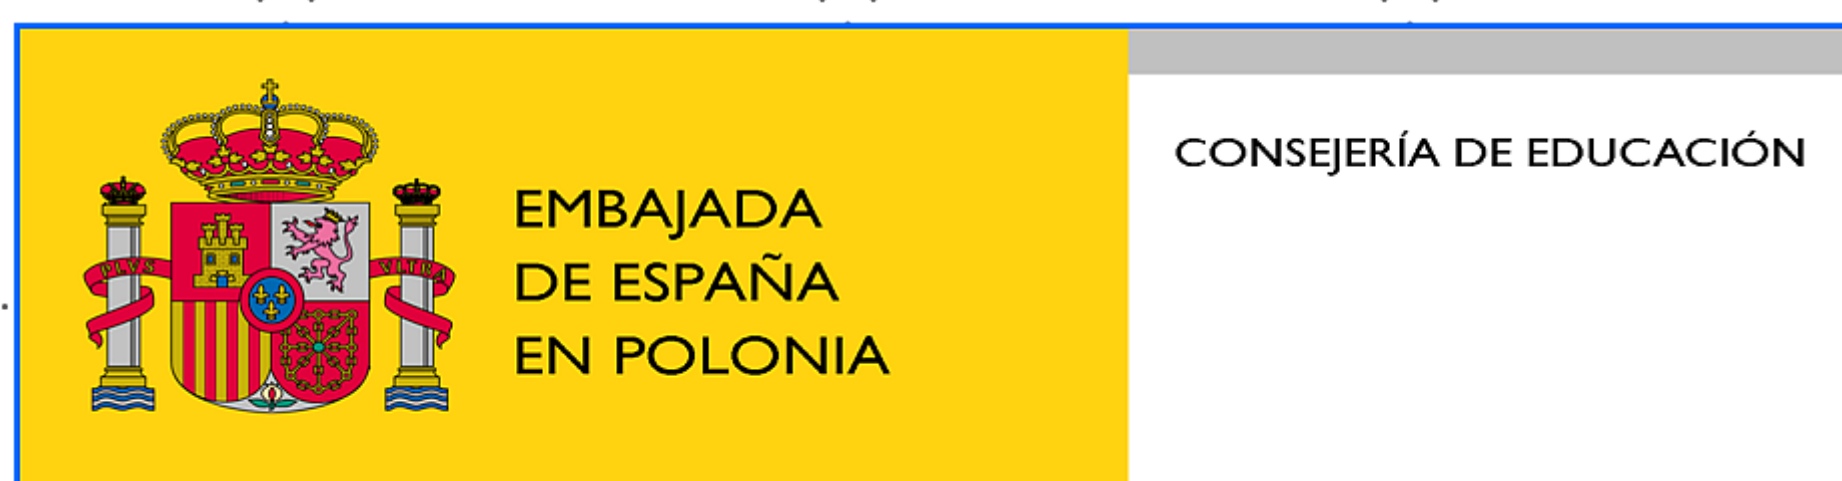 EMBAJADA
DE ESPAÑA
EN POLONIA
PLVS
VLTRA
CONSEJERÍA DE EDUCACIÓN